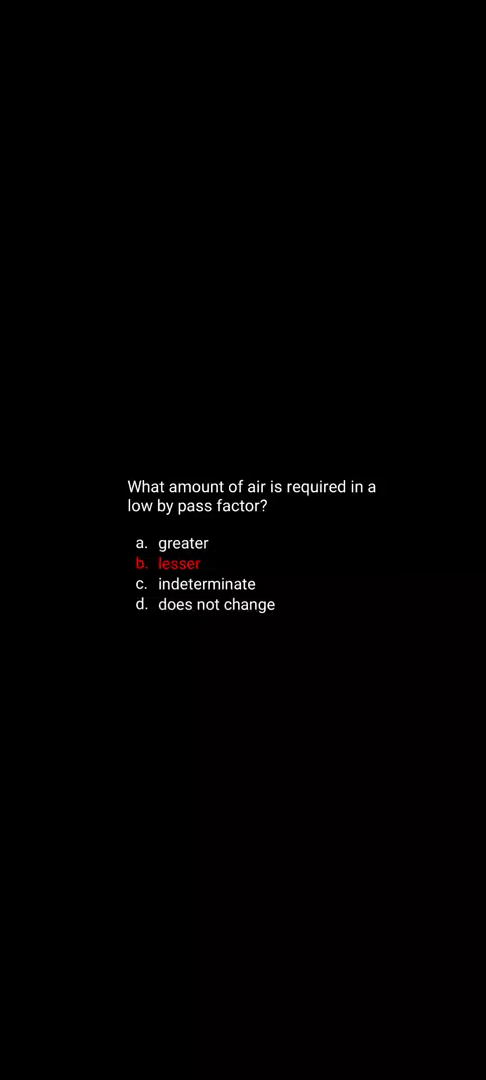 What amount of air is required in a
low by pass factor?
a. greater
b. lesser
c. indeterminate
d. does not change